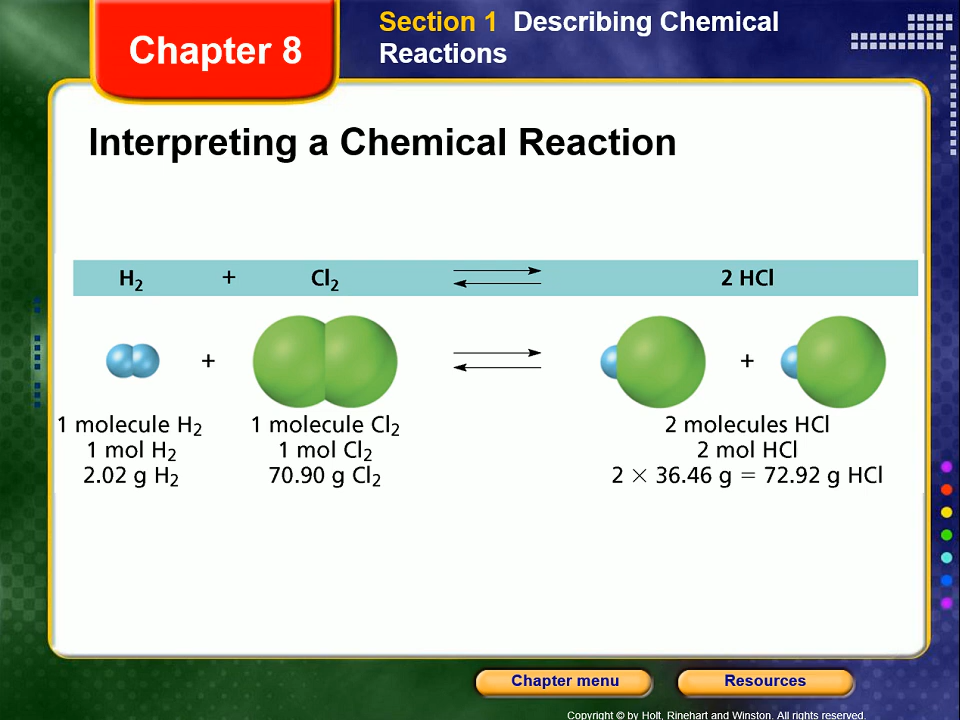 Chapter 8
Section 1 Describing Chemical
Reactions
Interpreting a Chemical Reaction
H₂ + Cl₂ ⇌ 2 HCl
+ ⇌ +
1 molecule H₂ 1 molecule Cl₂ 2 molecules HCl
1 mol H₂ 1 mol Cl₂ 2 mol HCl
2.02 g H₂ 70.90 g Cl₂ 2 × 36.46 g = 72.92 g HCl
Chapter menu Resources
Copyright © by Holt, Rinehart and Winston. All rights reserved.